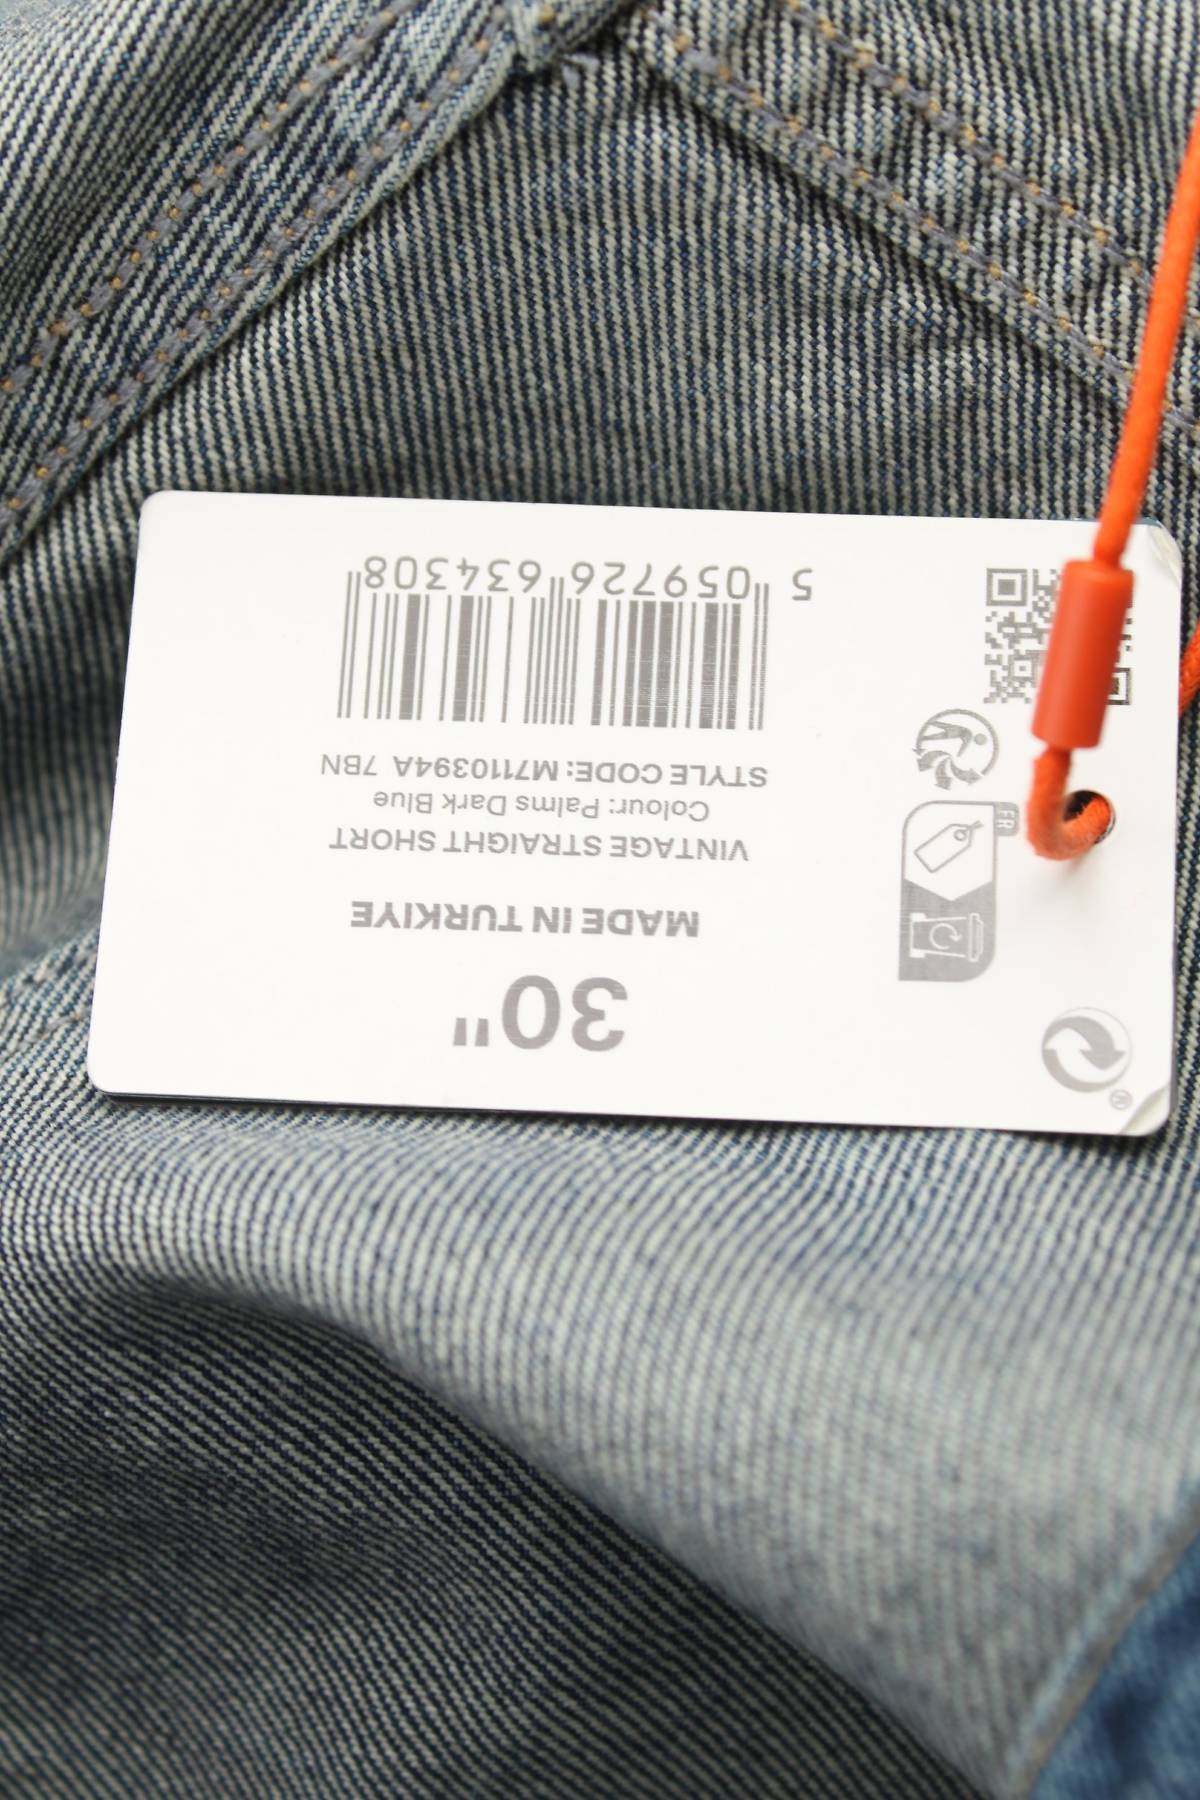 30"
MADE IN TURKIYE
VINTAGE STRAIGHT SHORT
Colour: Palms Dark Blue
STYLE CODE: M7110394A 7BN
5 059726 634308
FR
®